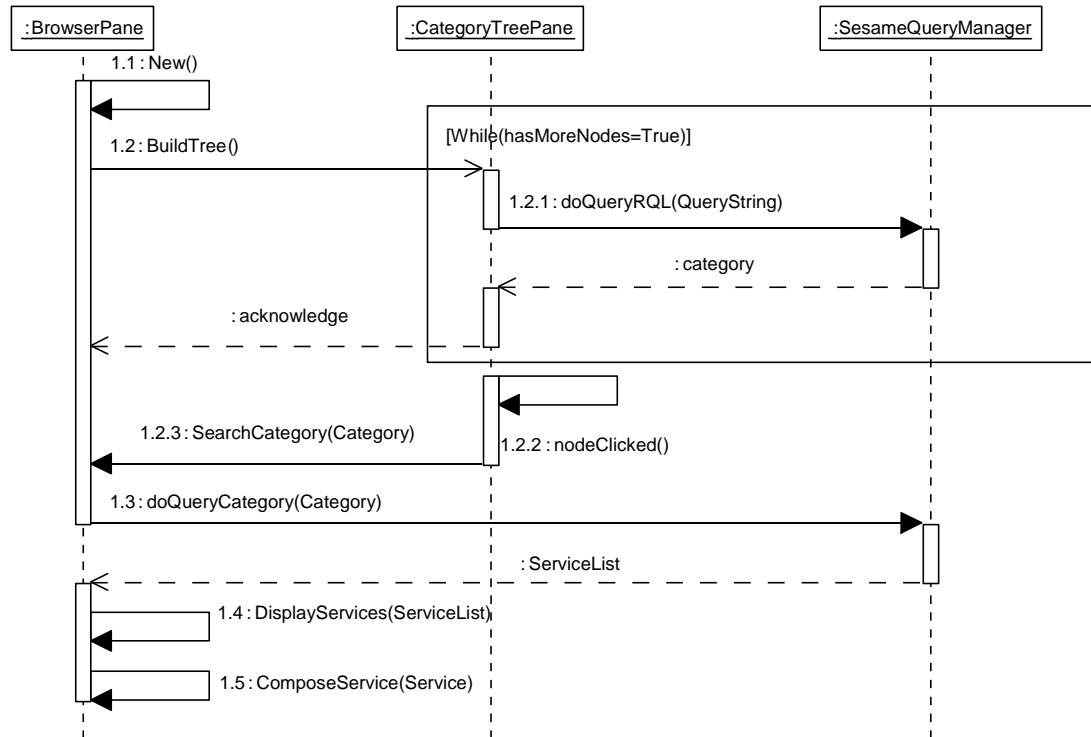 :BrowserPane
:CategoryTreePane
:SesameQueryManager
1.1 : New()
[While(hasMoreNodes=True)]
1.2 : BuildTree()
1.2.1 : doQueryRQL(QueryString)
: category
: acknowledge
1.2.3 : SearchCategory(Category)
1.2.2 : nodeClicked()
1.3 : doQueryCategory(Category)
: ServiceList
1.4 : DisplayServices(ServiceList)
1.5 : ComposeService(Service)